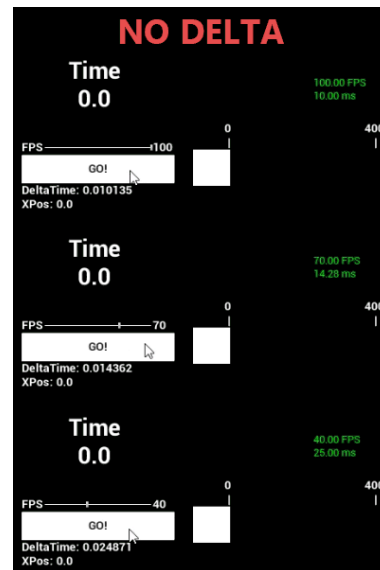 NO DELTA
Time
0.0
100.00 FPS
10.00 ms
0 400
FPS 100
GO!
DeltaTime: 0.010135
XPos: 0.0
Time
0.0
70.00 FPS
14.28 ms
0 400
FPS 70
GO!
DeltaTime: 0.014362
XPos: 0.0
Time
0.0
40.00 FPS
25.00 ms
0 400
FPS 40
GO!
DeltaTime: 0.024871
XPos: 0.0